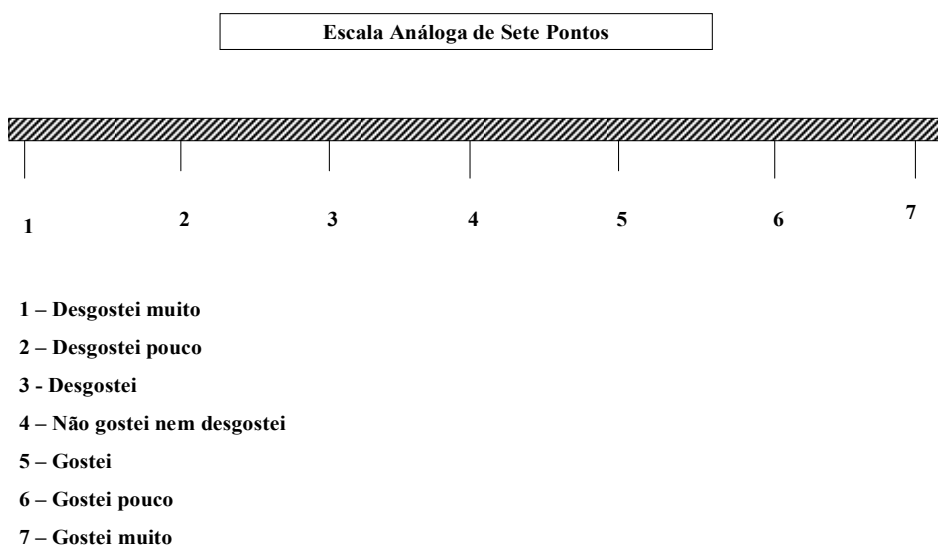 Escala Análoga de Sete Pontos
1 2 3 4 5 6 7
1 – Desgostei muito
2 – Desgostei pouco
3 - Desgostei
4 – Não gostei nem desgostei
5 – Gostei
6 – Gostei pouco
7 – Gostei muito